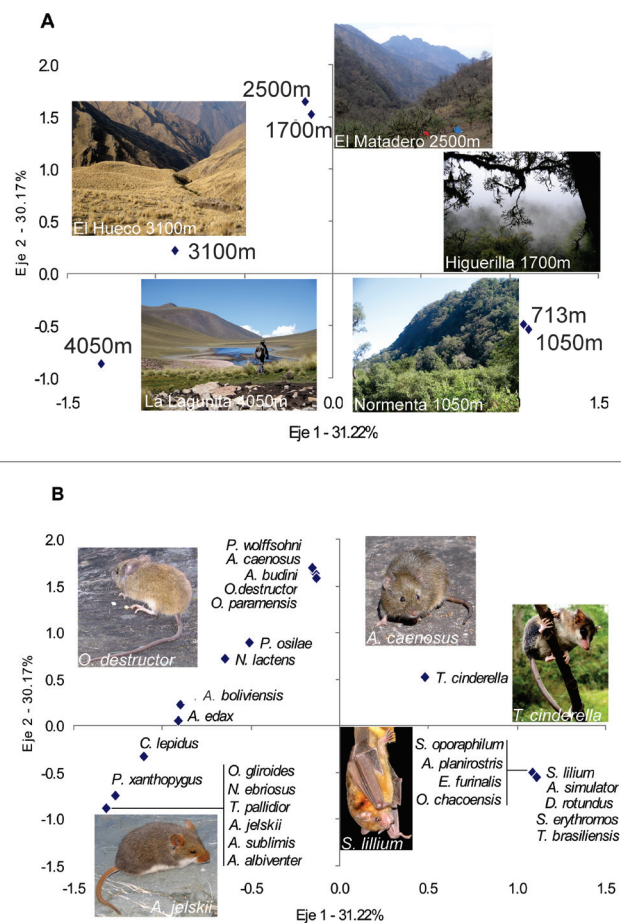 A
2.0
2500m
1.5
1700m
El Matadero 2500m
1.0
0.5
El Hueco 3100m
3100m
Higuerilla 1700m
0.0
-0.5
713m
4050m
1050m
-1.0
La Lagunita 4050m
Normenta 1050m
-1.5
0.0
1.5
Eje 1 - 31.22%
Eje 2 - 30.17%
B
2.0
P. wolffsohni
A. caenosus
A. budini
O.destructor
O. paramensis
1.5
1.0
P. osilae
N. lactens
O. destructor
A. caenosus
0.5
T. cinderella
T. cinderella
A. boliviensis
A. edax
0.0
C. lepidus
P. xanthopygus
-0.5
O. gliroides
N. ebriosus
T. pallidior
A. jelskii
A. sublimis
A. albiventer
S. oporaphilum
A. planirostris
E. furinalis
O. chacoensis
S. lilium
A. simulator
D. rotundus
S. erythromos
T. brasiliensis
-1.0
S. lillium
-1.5
A. jelskii
-1.5
-0.5
0.0
0.5
1.0
1.5
Eje 1 - 31.22%
Eje 2 - 30.17%